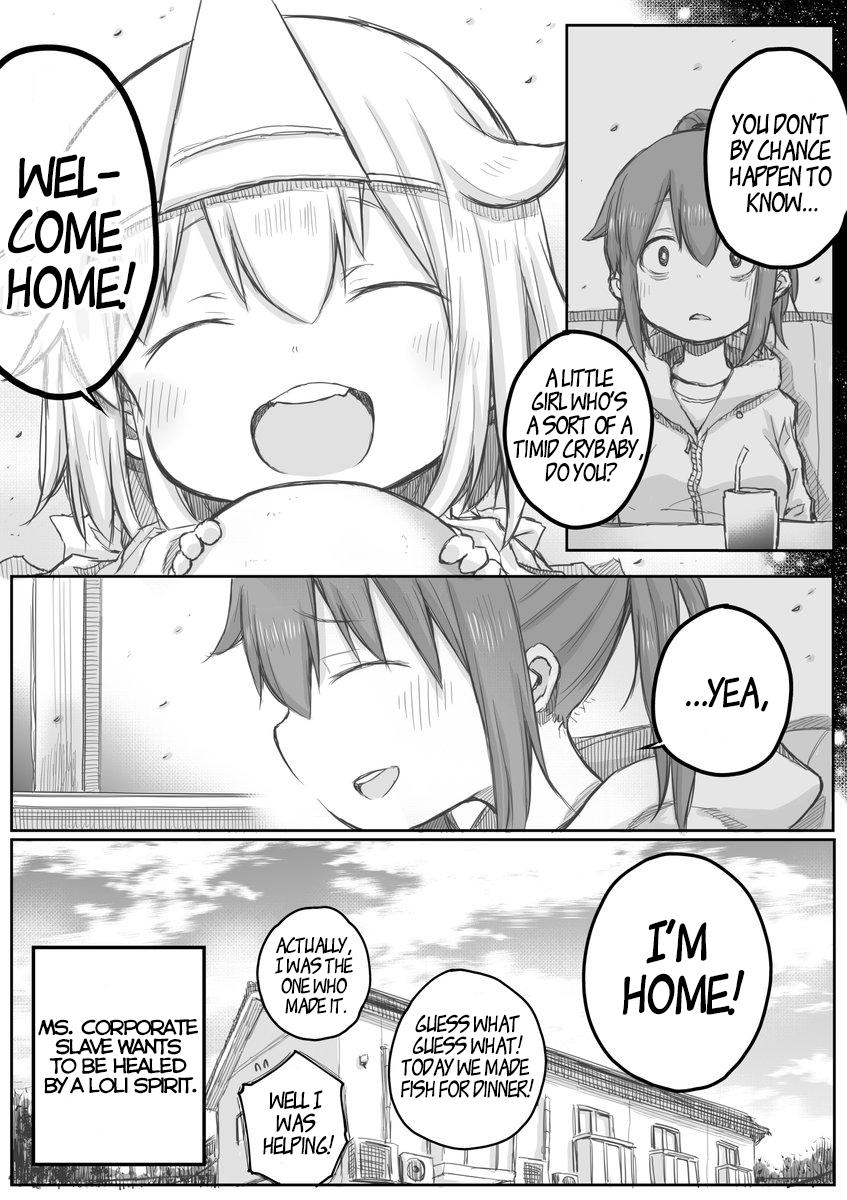 YOU DON'T
BY CHANCE
HAPPEN TO
KNOW...
A LITTLE
GIRL WHO'S
A SORT OF A
TIMID CRYBABY,
DO YOU?
WEL-
COME
HOME!
...YEA,
I'M
HOME!
GUESS WHAT
GUESS WHAT!
TODAY WE MADE
FISH FOR DINNER!
ACTUALLY,
I WAS THE
ONE WHO
MADE IT.
WELL I
WAS
HELPING!
MS. CORPORATE
SLAVE WANTS
TO BE HEALED
BY A LOLI SPIRIT.